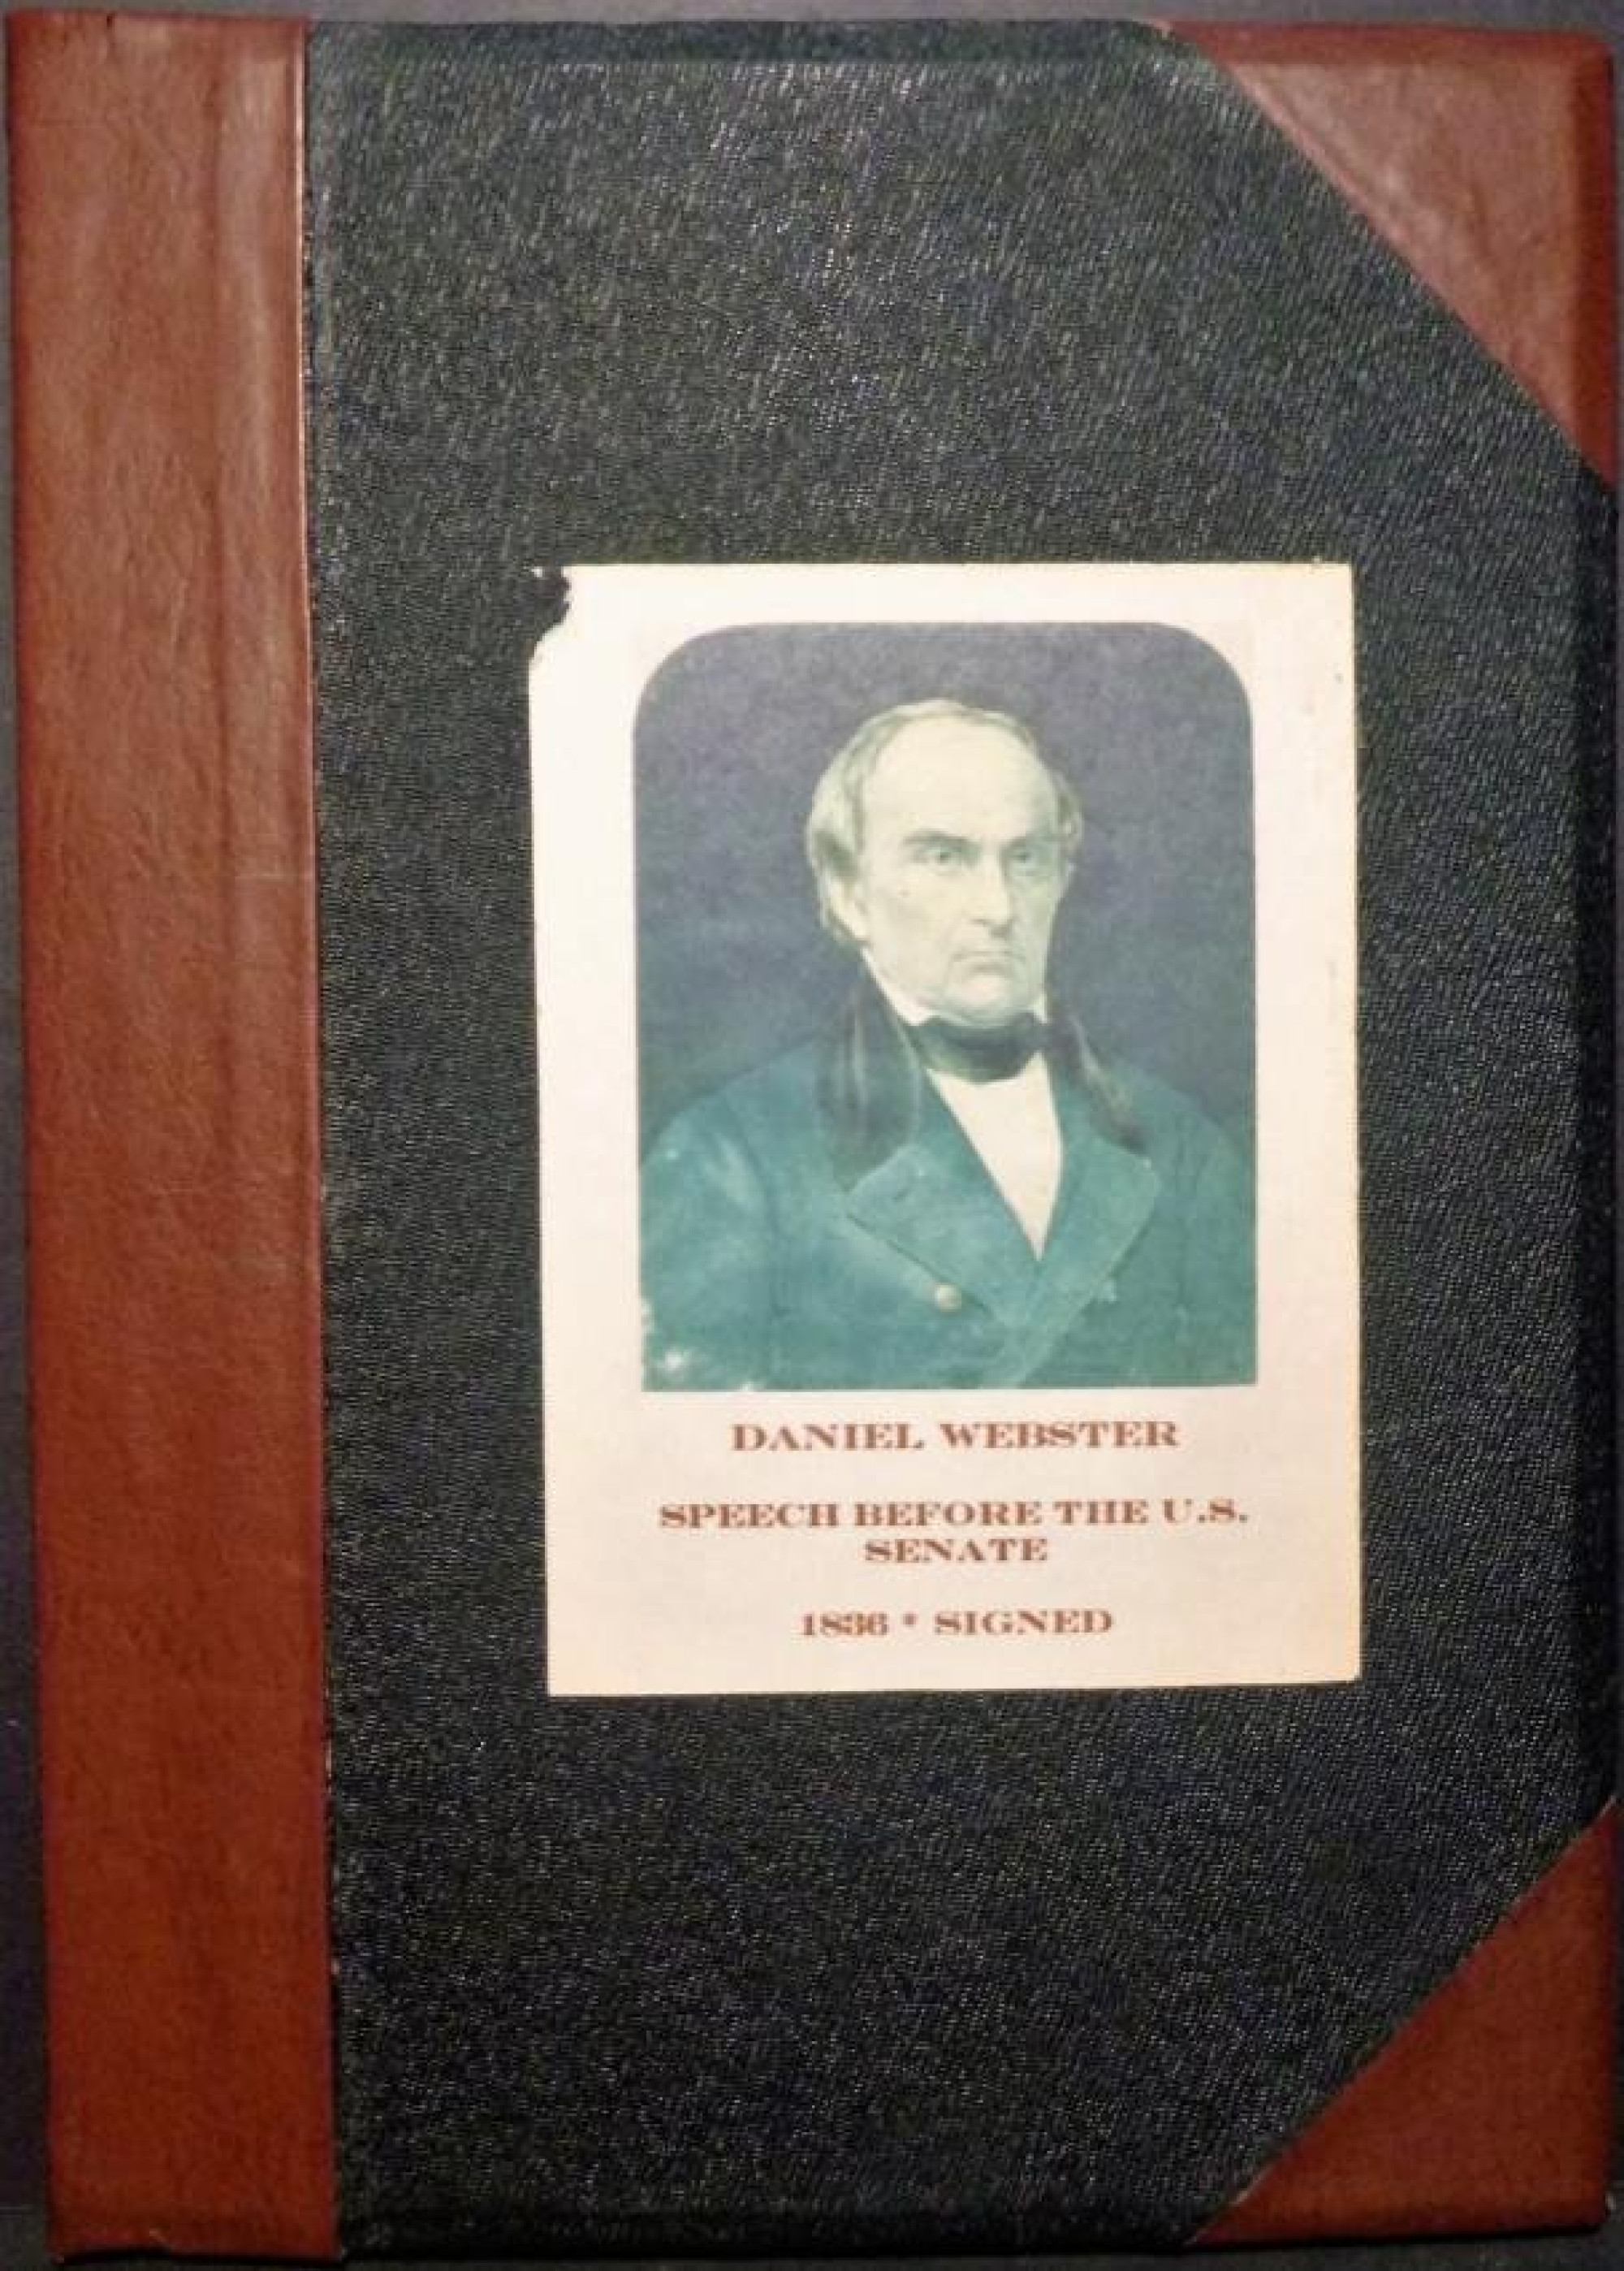 DANIEL WEBSTER
SPEECH BEFORE THE U.S.
SENATE
1836 * SIGNED